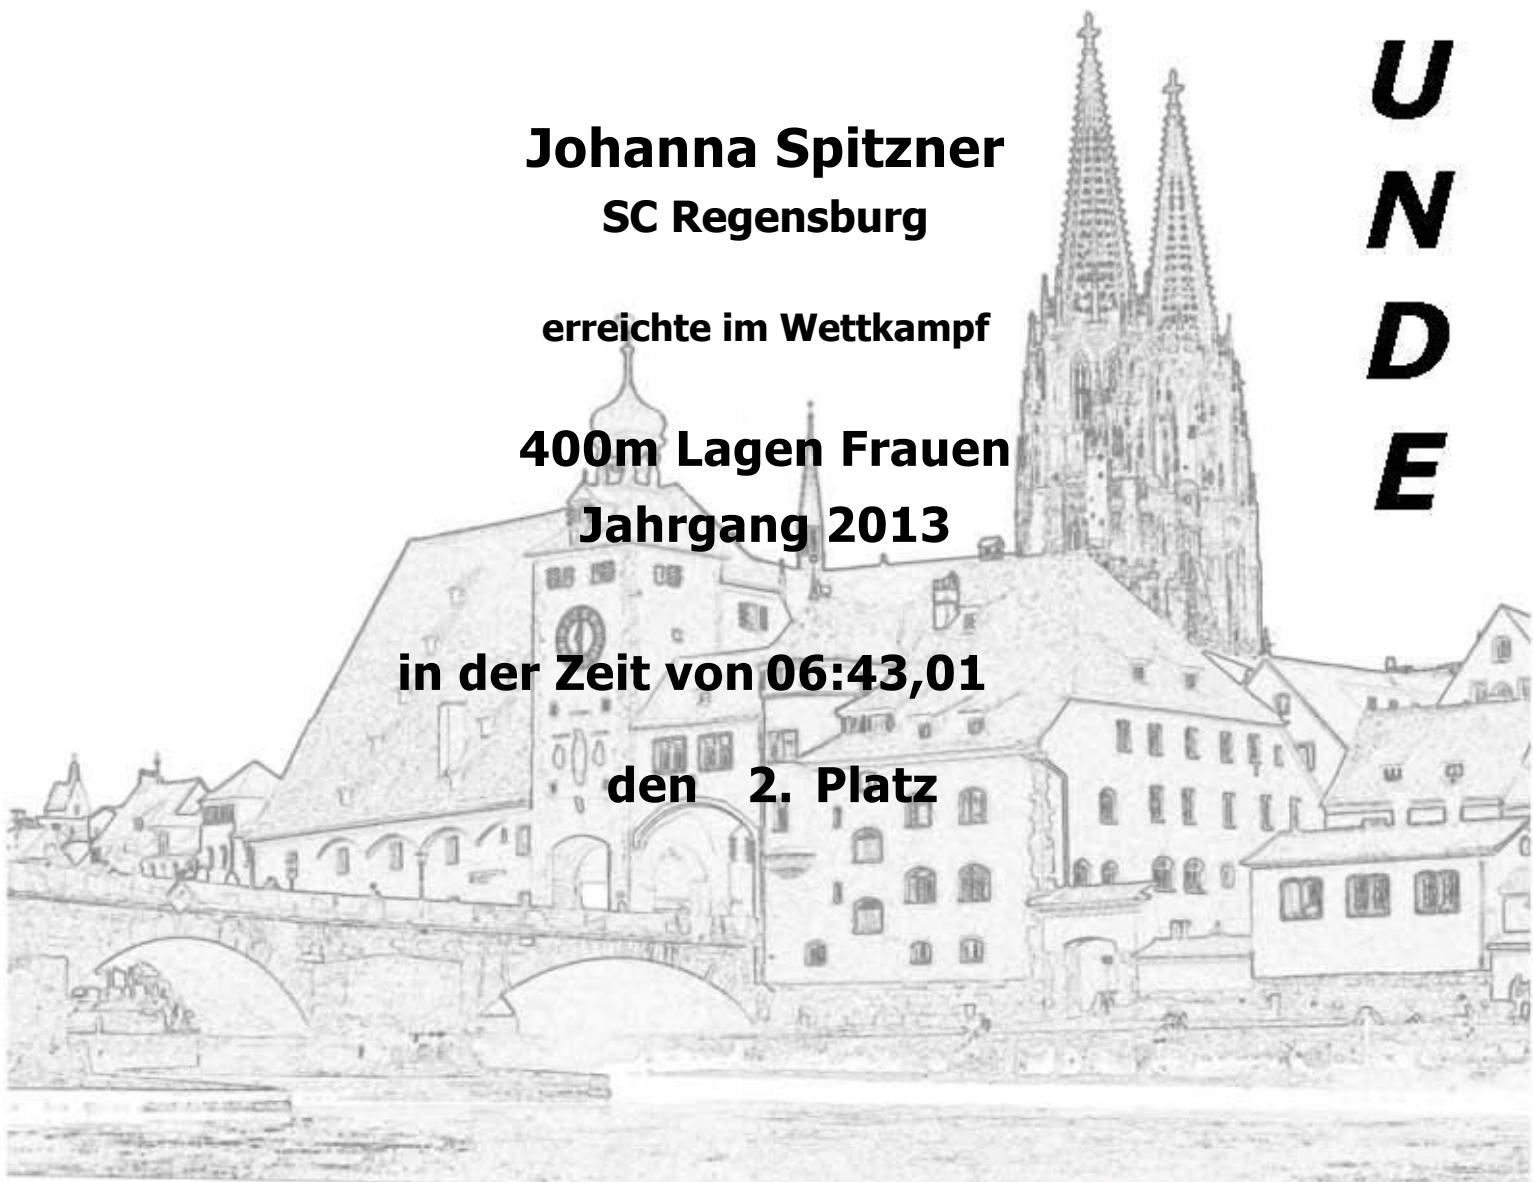 Johanna Spitzner
SC Regensburg
erreichte im Wettkampf
400m Lagen Frauen
Jahrgang 2013
in der Zeit von 06:43,01
den 2. Platz
U
N
D
E